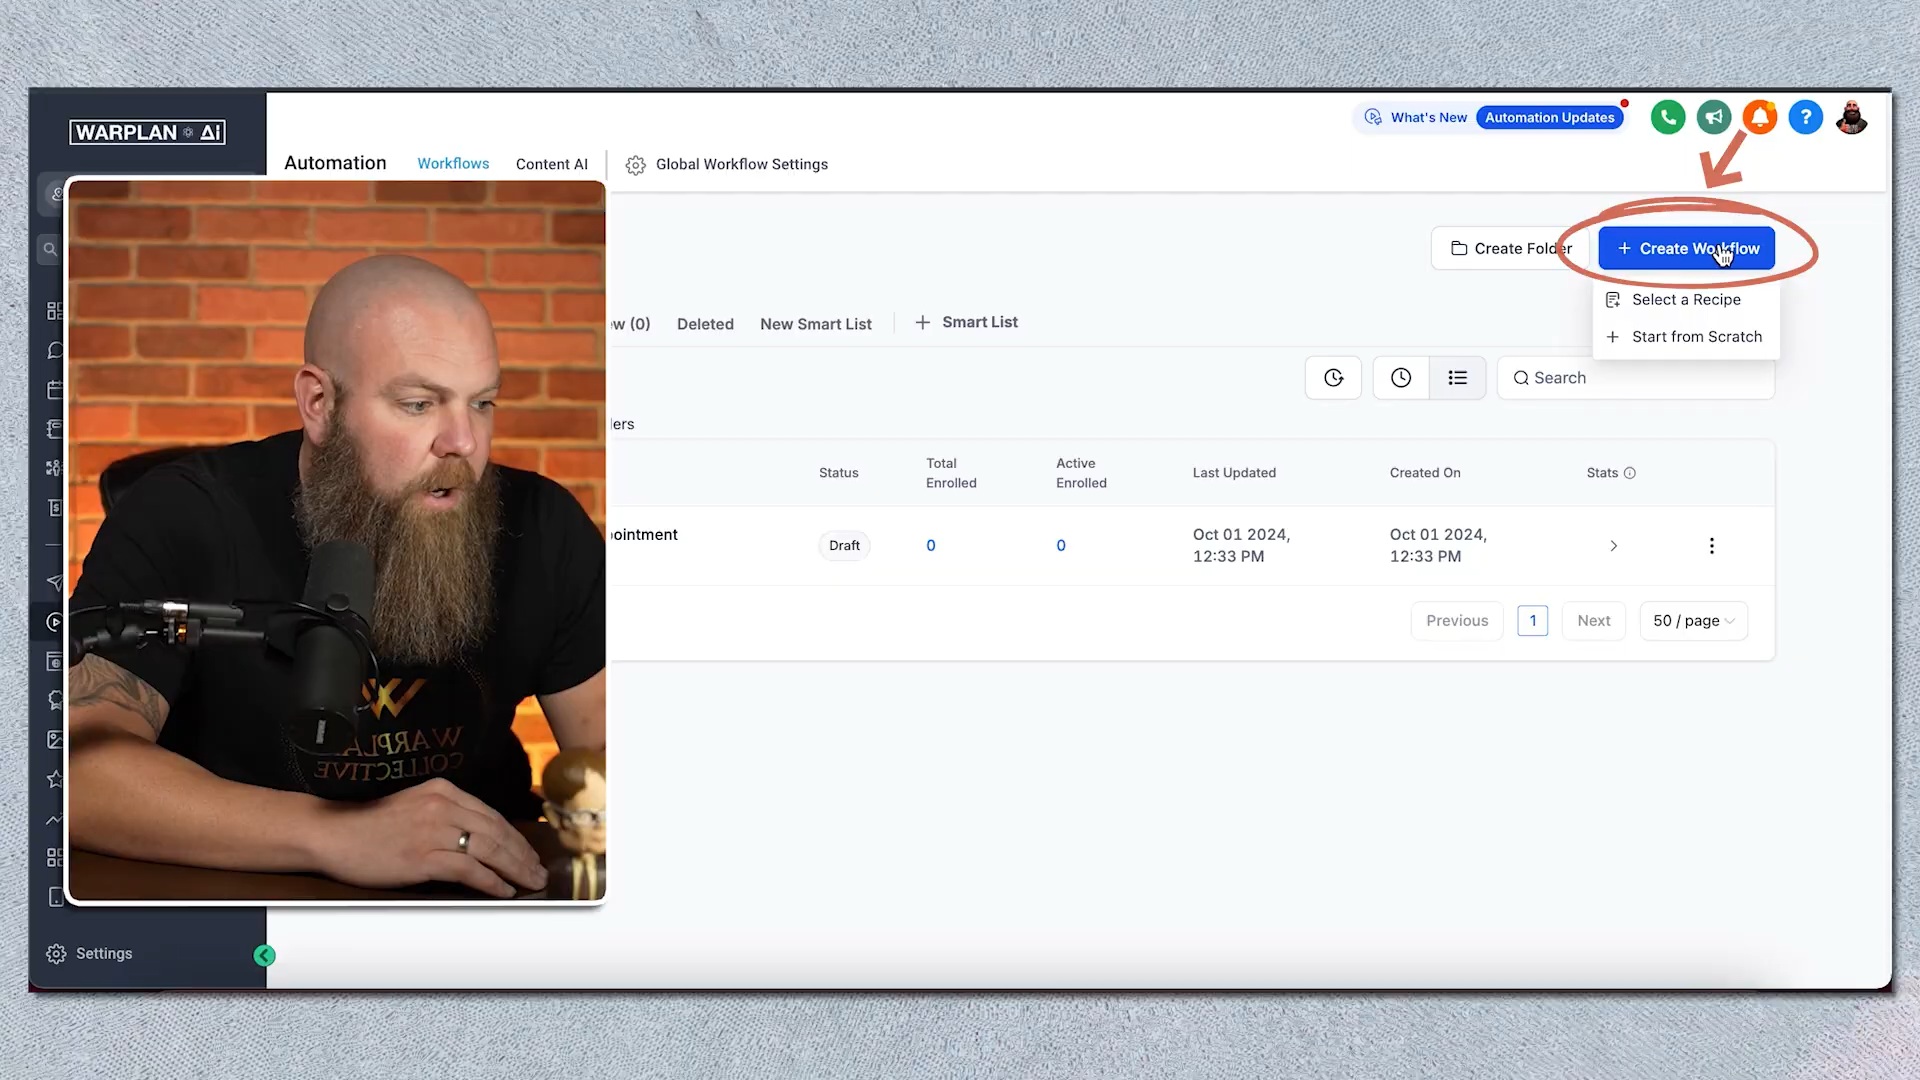 WARPLAN Ai
What's New
Automation Updates
?
Automation
Workflows
Content AI
Global Workflow Settings
Create Folder
+ Create Workflow
Select a Recipe
+ Start from Scratch
w (0)
Deleted
New Smart List
+ Smart List
Search
ers
Status
Total
Enrolled
Active
Enrolled
Last Updated
Created On
Stats
ointment
Draft
0
0
Oct 01 2024,
12:33 PM
Oct 01 2024,
12:33 PM
Previous
1
Next
50 / page
WARPLA
COLLECTIVE
Settings